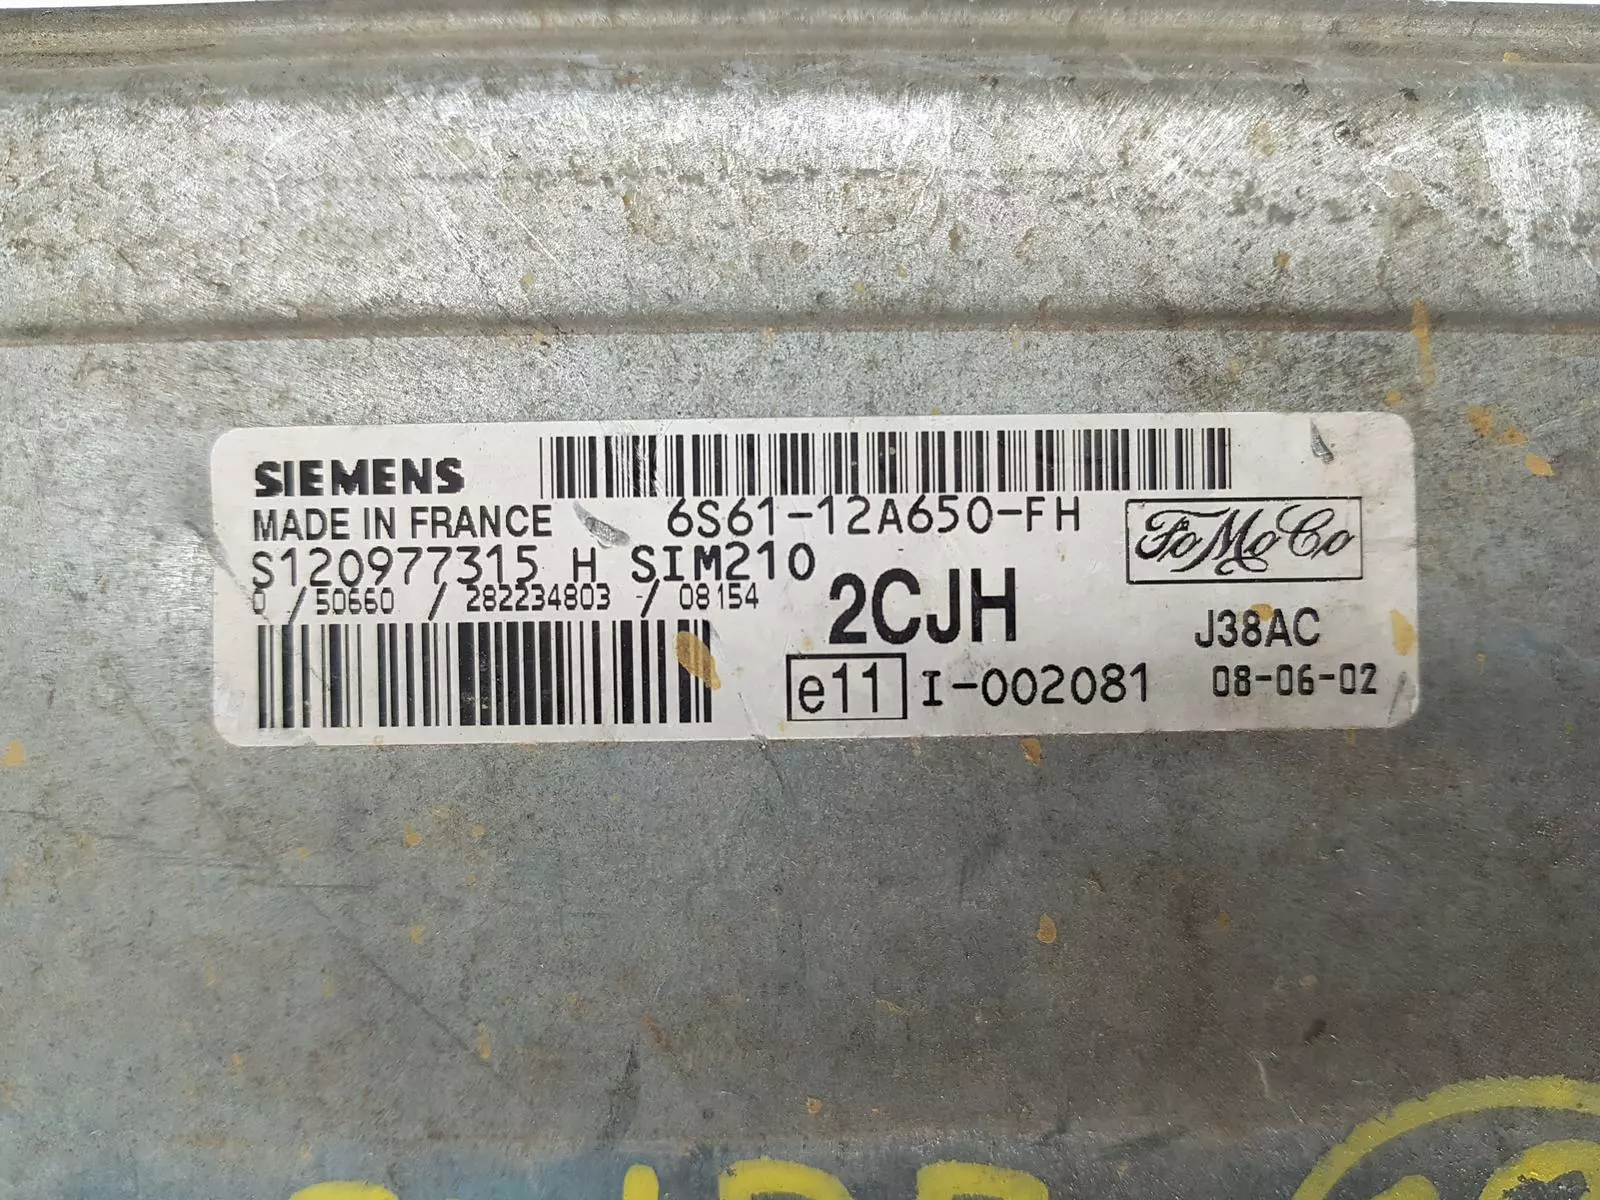 SIEMENS
MADE IN FRANCE
6S61-12A650-FH
FoMoCo
S120977315 H SIM210
0 /50660 /282234803 /08154
2CJH
J38AC
e11 I-002081
08-06-02